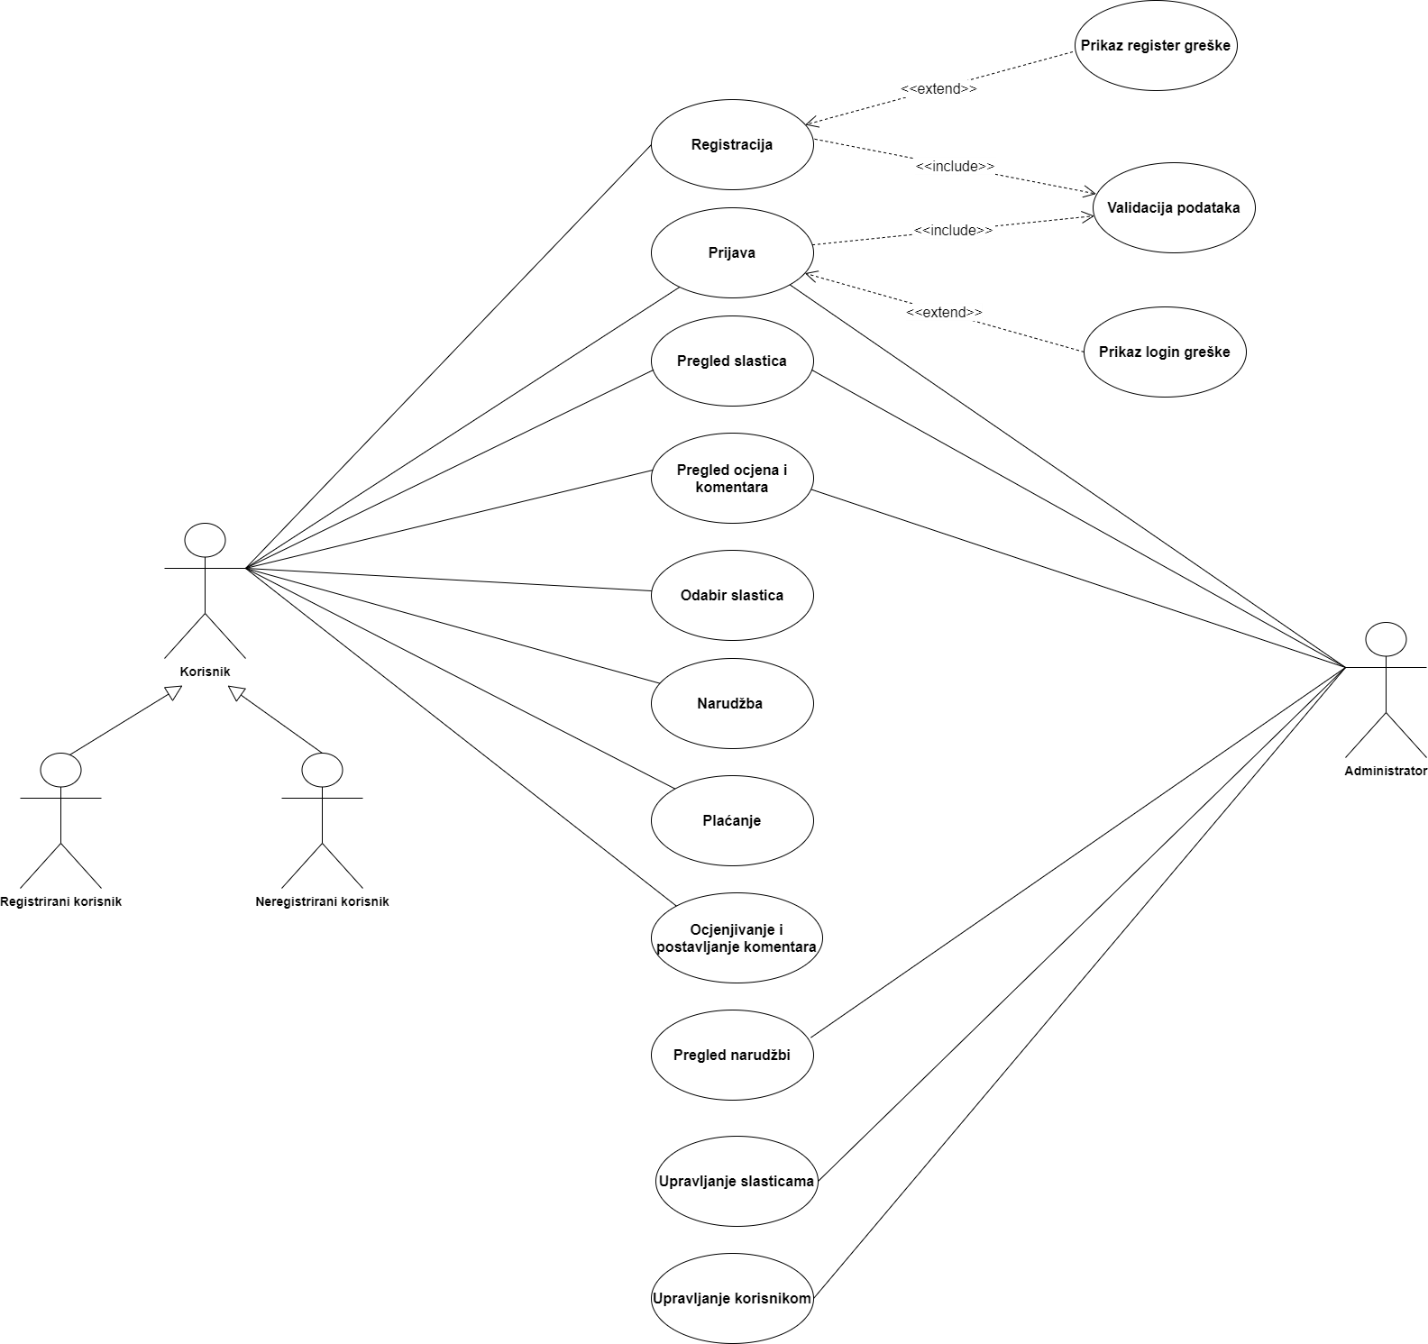 Prikaz register greške
<<extend>>
Registracija
<<include>>
Validacija podataka
<<include>>
Prijava
<<extend>>
Prikaz login greške
Pregled slastica
Pregled ocjena i
komentara
Odabir slastica
Korisnik
Narudžba
Administrator
Plaćanje
Registrirani korisnik
Neregistrirani korisnik
Ocjenjivanje i
postavljanje komentara
Pregled narudžbi
Upravljanje slasticama
Upravljanje korisnikom